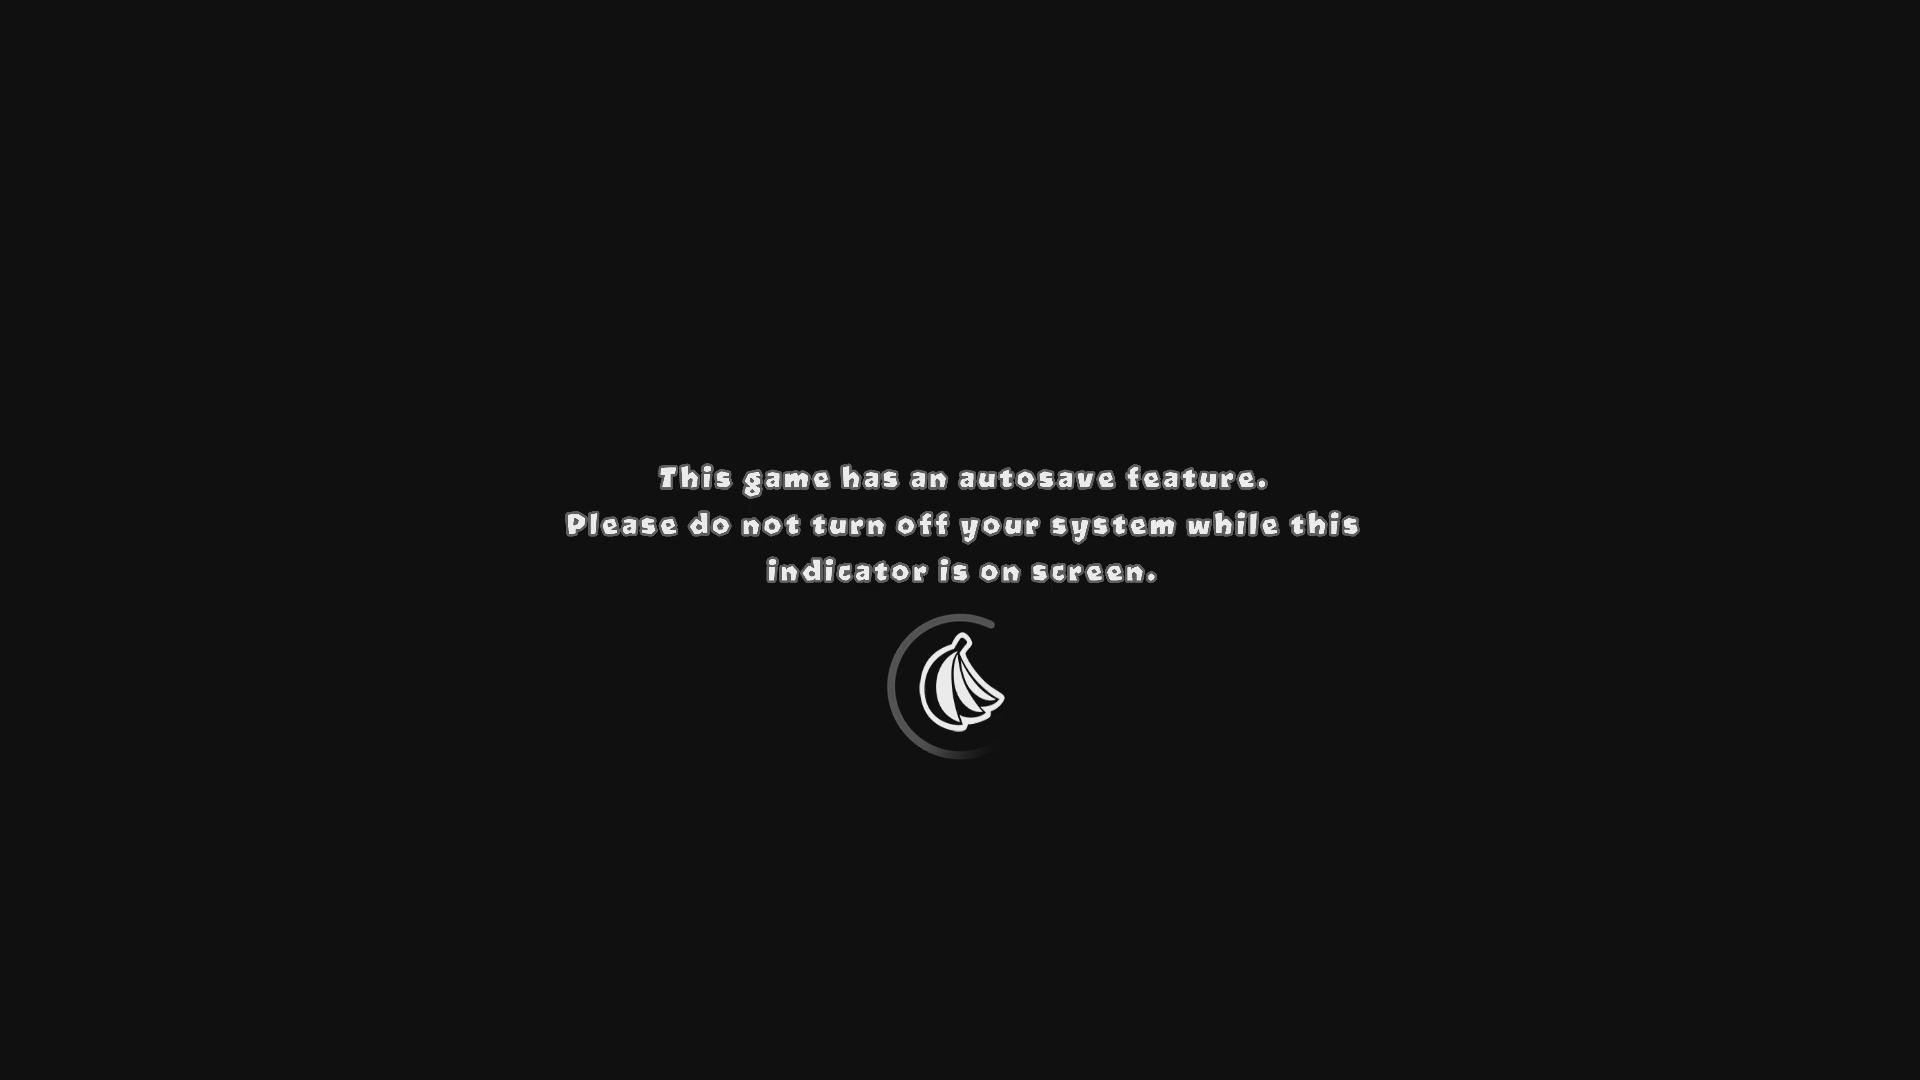 This game has an autosave feature.
Please do not turn off your system while this
indicator is on screen.